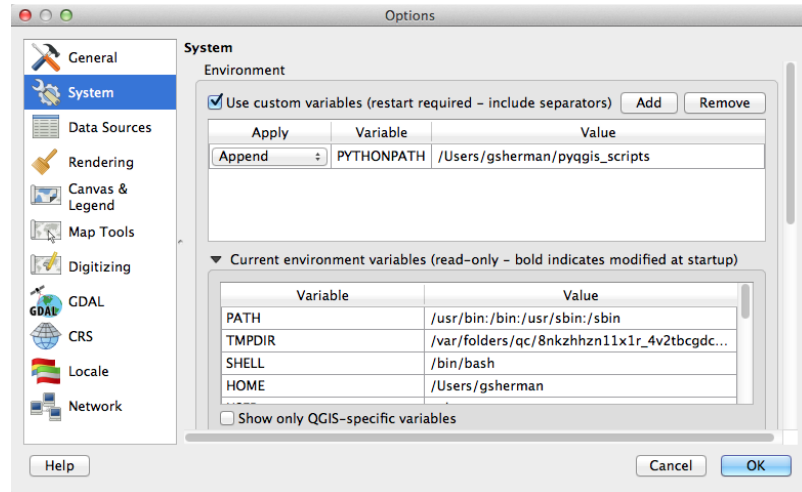 Options
General
System
Data Sources
Rendering
Canvas &
Legend
Map Tools
Digitizing
GDAL
GDAL
CRS
Locale
Network
System
Environment
Use custom variables (restart required - include separators) Add Remove
Apply Variable Value
Append PYTHONPATH /Users/gsherman/pyqgis_scripts
Current environment variables (read-only - bold indicates modified at startup)
Variable Value
PATH /usr/bin:/bin:/usr/sbin:/sbin
TMPDIR /var/folders/qc/8nkzhhzn11x1r_4v2tbcgdc...
SHELL /bin/bash
HOME /Users/gsherman
Show only QGIS-specific variables
Help Cancel OK